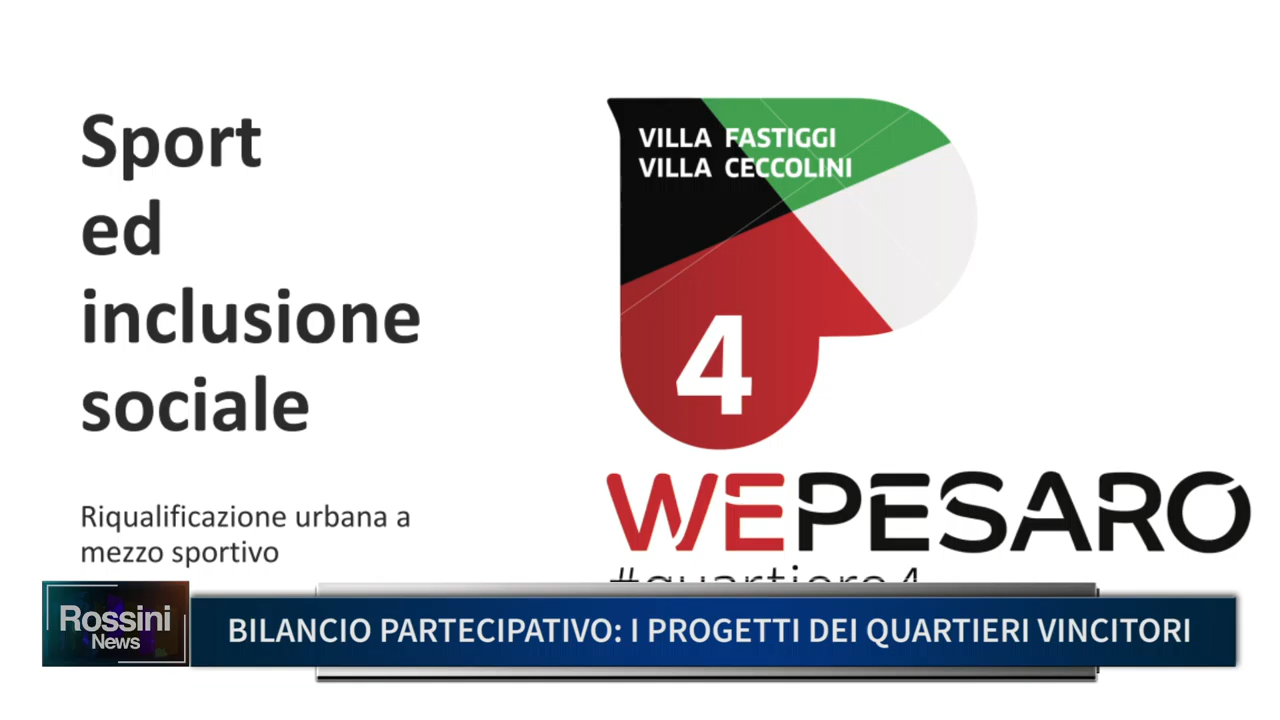 Sport
ed
inclusione
sociale
Riqualificazione urbana a
mezzo sportivo
VILLA FASTIGGI
VILLA CECCOLINI
4
WEPESARO
#quartiere4
Rossini
News
BILANCIO PARTECIPATIVO: I PROGETTI DEI QUARTIERI VINCITORI